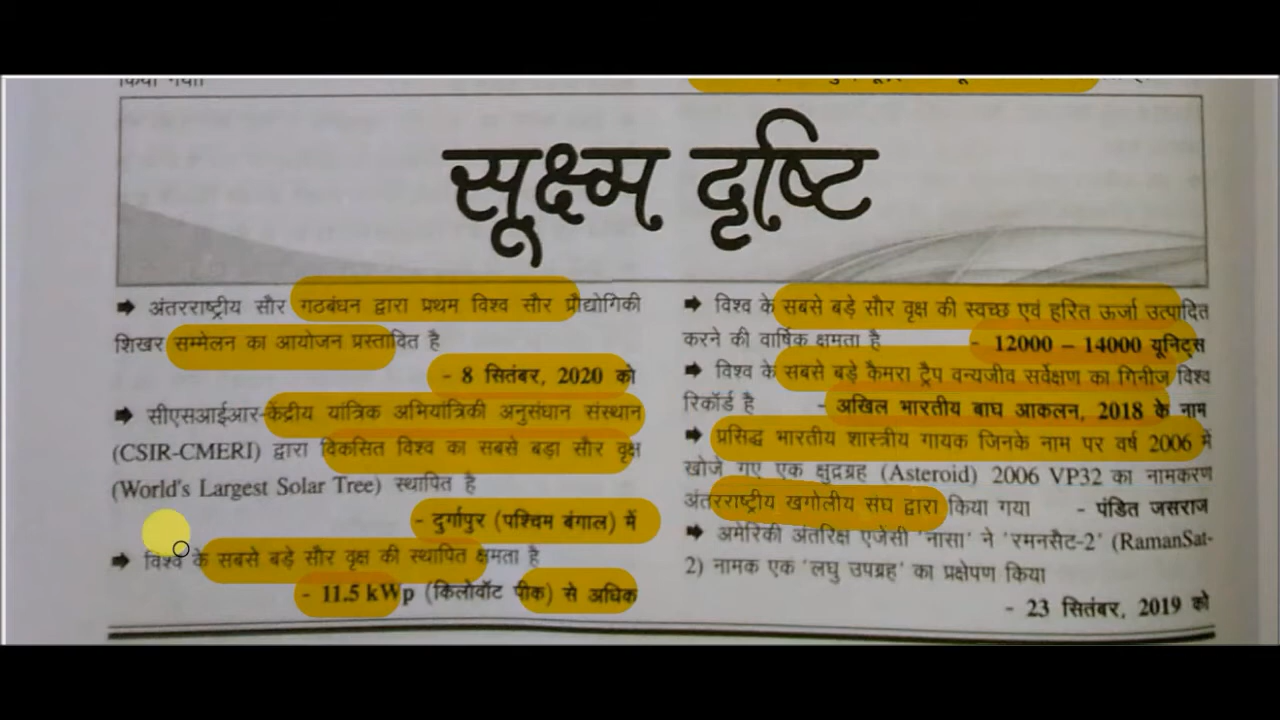 किया गया।
सूक्ष्म दृष्टि
➡ अंतरराष्ट्रीय सौर गठबंधन द्वारा प्रथम विश्व सौर प्रौद्योगिकी
शिखर सम्मेलन का आयोजन प्रस्तावित है
- 8 सितंबर, 2020 को
➡ सीएसआईआर-केंद्रीय यांत्रिक अभियांत्रिकी अनुसंधान संस्थान
(CSIR-CMERI) द्वारा विकसित विश्व का सबसे बड़ा सौर वृक्ष
(World's Largest Solar Tree) स्थापित है
- दुर्गापुर (पश्चिम बंगाल) में
➡ विश्व के सबसे बड़े सौर वृक्ष की स्थापित क्षमता है
- 11.5 kWp (किलोवॉट पीक) से अधिक
➡ विश्व के सबसे बड़े सौर वृक्ष की स्वच्छ एवं हरित ऊर्जा उत्पादित
करने की वार्षिक क्षमता है - 12000 – 14000 यूनिट्स
➡ विश्व के सबसे बड़े कैमरा ट्रैप वन्यजीव सर्वेक्षण का गिनीज विश्व
रिकॉर्ड है - अखिल भारतीय बाघ आकलन, 2018 के नाम
➡ प्रसिद्ध भारतीय शास्त्रीय गायक जिनके नाम पर वर्ष 2006 में
खोजे गए एक क्षुद्रग्रह (Asteroid) 2006 VP32 का नामकरण
अंतरराष्ट्रीय खगोलीय संघ द्वारा किया गया - पंडित जसराज
➡ अमेरिकी अंतरिक्ष एजेंसी 'नासा' ने 'रमनसैट-2' (RamanSat-
2) नामक एक 'लघु उपग्रह' का प्रक्षेपण किया
- 23 सितंबर, 2019 को